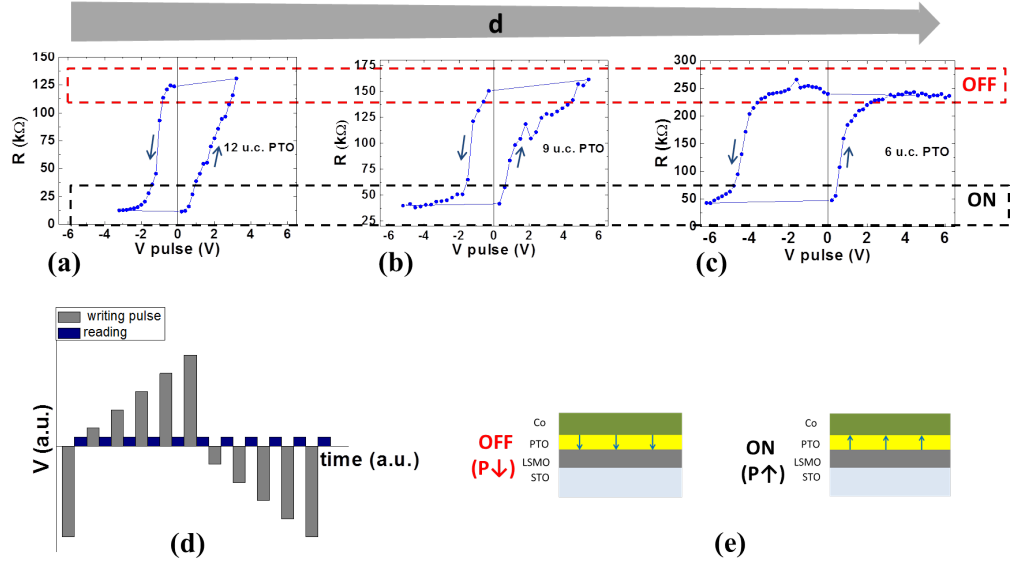 d
150
125
100
75
50
25
0
R (kΩ)
12 u.c. PTO
-6 -4 -2 0 2 4 6
V pulse (V)
(a)
175
150
125
100
75
50
25
R (kΩ)
9 u.c. PTO
-6 -4 -2 0 2 4 6
V pulse (V)
(b)
300
250
200
150
100
50
0
R (kΩ)
6 u.c. PTO
-6 -4 -2 0 2 4 6
V pulse (V)
(c)
OFF
ON
writing pulse
reading
V (a.u.)
time (a.u.)
(d)
OFF
(P↓)
Co
PTO
LSMO
STO
ON
(P↑)
Co
PTO
LSMO
STO
(e)